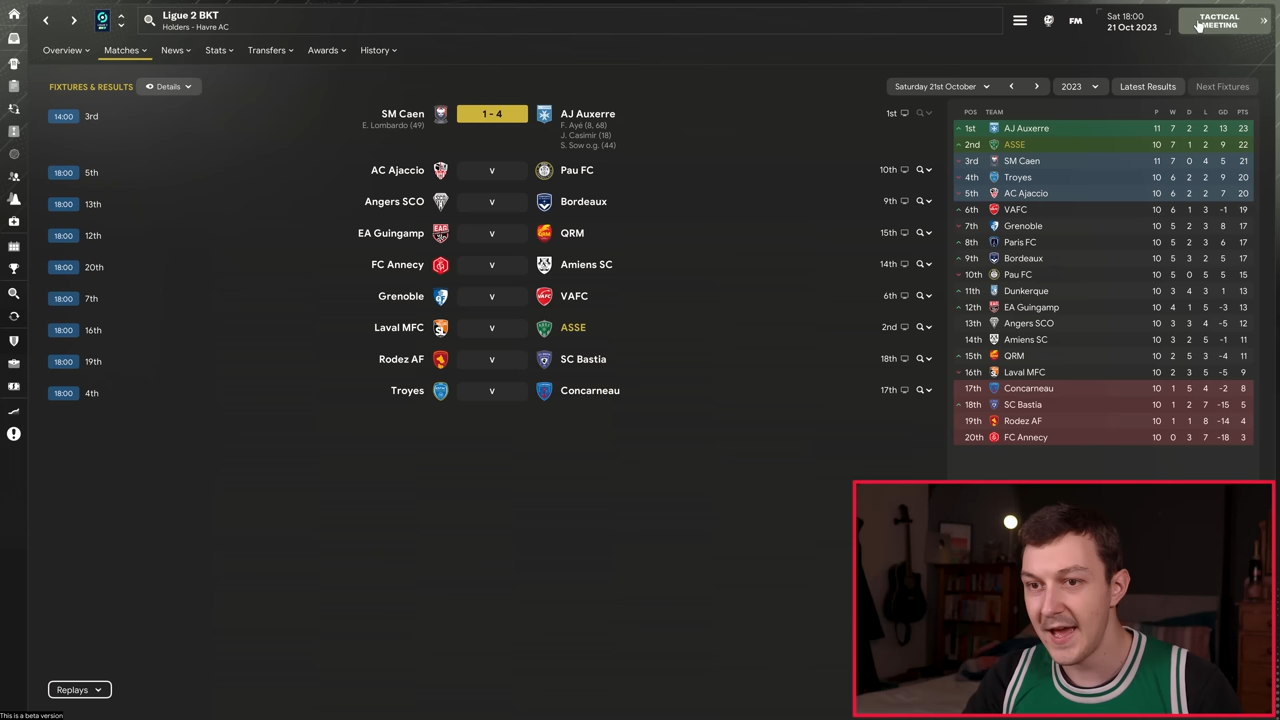 Ligue 2 BKT
Holders - Havre AC
FM
Sat 18:00
21 Oct 2023
TACTICAL
MEETING
Overview
Matches
News
Stats
Transfers
Awards
History
FIXTURES & RESULTS
Details
Saturday 21st October
2023
Latest Results
Next Fixtures
14:00 3rd SM Caen 1 - 4 AJ Auxerre 1st
E. Lombardo (49) F. Ayé (8, 68)
J. Casimir (18)
S. Sow o.g. (44)
18:00 5th AC Ajaccio v Pau FC 10th
18:00 13th Angers SCO v Bordeaux 9th
18:00 12th EA Guingamp v QRM 15th
18:00 20th FC Annecy v Amiens SC 14th
18:00 7th Grenoble v VAFC 6th
18:00 16th Laval MFC v ASSE 2nd
18:00 19th Rodez AF v SC Bastia 18th
18:00 4th Troyes v Concarneau 17th
POS TEAM P W D L GD PTS
1st AJ Auxerre 11 7 2 2 13 23
2nd ASSE 10 7 1 2 9 22
3rd SM Caen 11 7 0 4 5 21
4th Troyes 10 6 2 2 9 20
5th AC Ajaccio 10 6 2 2 7 20
6th VAFC 10 6 1 3 -1 19
7th Grenoble 10 5 2 3 8 17
8th Paris FC 10 5 2 3 6 17
9th Bordeaux 10 5 2 3 5 17
10th Pau FC 10 5 0 5 5 15
11th Dunkerque 10 3 4 3 1 13
12th EA Guingamp 10 4 1 5 -3 13
13th Angers SCO 10 3 3 4 -5 12
14th Amiens SC 10 3 2 5 -1 11
15th QRM 10 2 5 3 -4 11
16th Laval MFC 10 2 3 5 -5 9
17th Concarneau 10 1 5 4 -2 8
18th SC Bastia 10 1 2 7 -15 5
19th Rodez AF 10 1 1 8 -14 4
20th FC Annecy 10 0 3 7 -18 3
Replays
This is a beta version